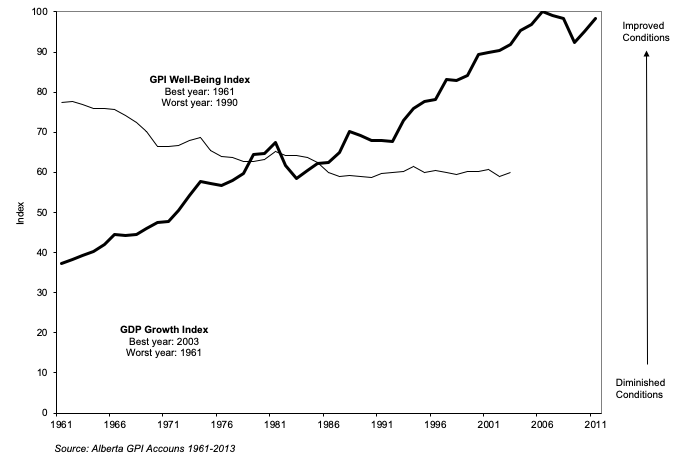 100
90
80
70
60
50
40
30
20
10
0
Index
GPI Well-Being Index
Best year: 1961
Worst year: 1990
GDP Growth Index
Best year: 2003
Worst year: 1961
1961 1966 1971 1976 1981 1986 1991 1996 2001 2006 2011
Improved
Conditions
Diminished
Conditions
Source: Alberta GPI Accouns 1961-2013